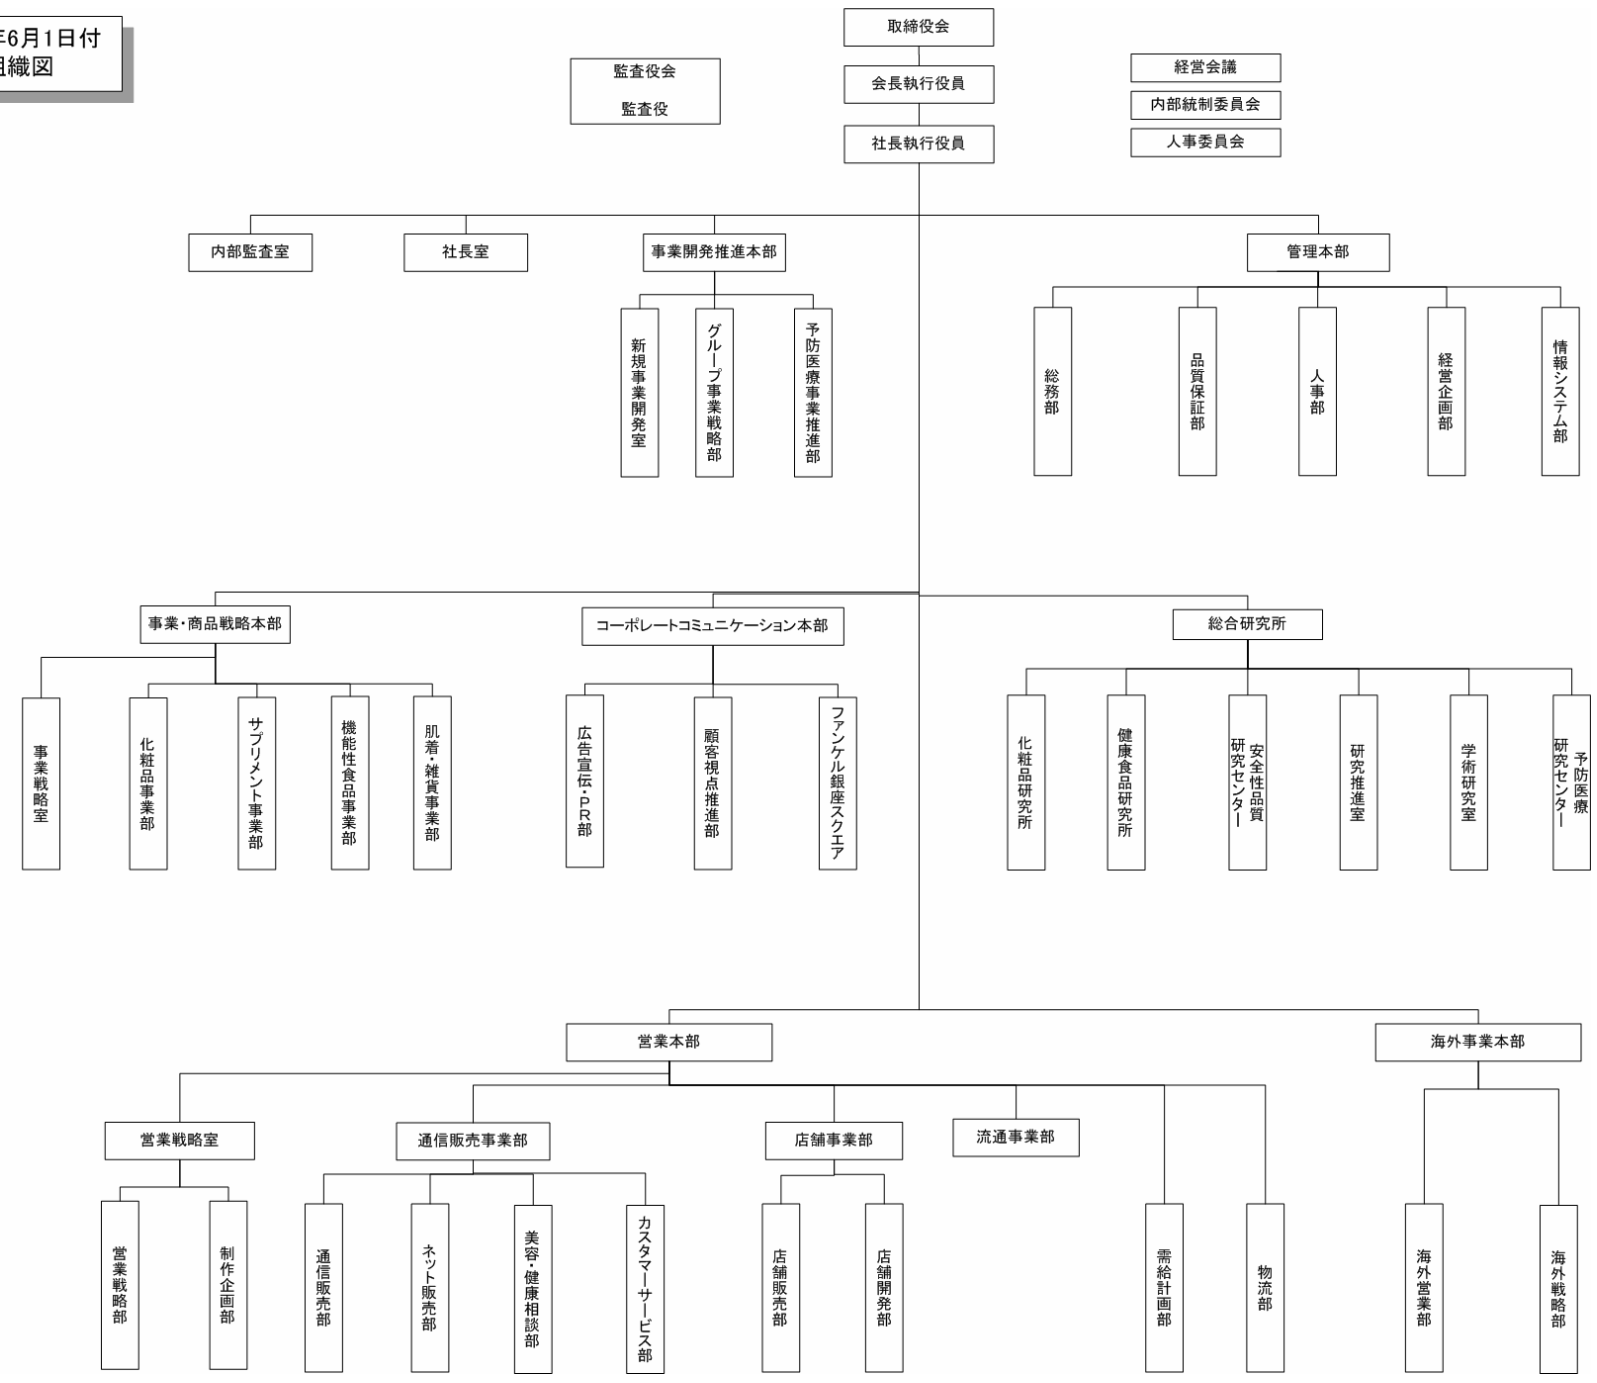 年6月1日付
組織図
取締役会
会長執行役員
社長執行役員
監査役会
監査役
経営会議
内部統制委員会
人事委員会
内部監査室
社長室
事業開発推進本部
管理本部
新規事業開発室
グループ事業戦略部
予防医療事業推進部
総務部
品質保証部
人事部
経営企画部
情報システム部
事業・商品戦略本部
コーポレートコミュニケーション本部
総合研究所
事業戦略室
化粧品事業部
サプリメント事業部
機能性食品事業部
肌着・雑貨事業部
広告宣伝・PR部
顧客視点推進部
ファンケル銀座スクエア
化粧品研究所
健康食品研究所
安全性品質
研究センター
研究推進室
学術研究室
予防医療
研究センター
営業本部
海外事業本部
営業戦略室
通信販売事業部
店舗事業部
流通事業部
営業戦略部
制作企画部
通信販売部
ネット販売部
美容・健康相談部
カスタマーサービス部
店舗販売部
店舗開発部
需給計画部
物流部
海外営業部
海外戦略部